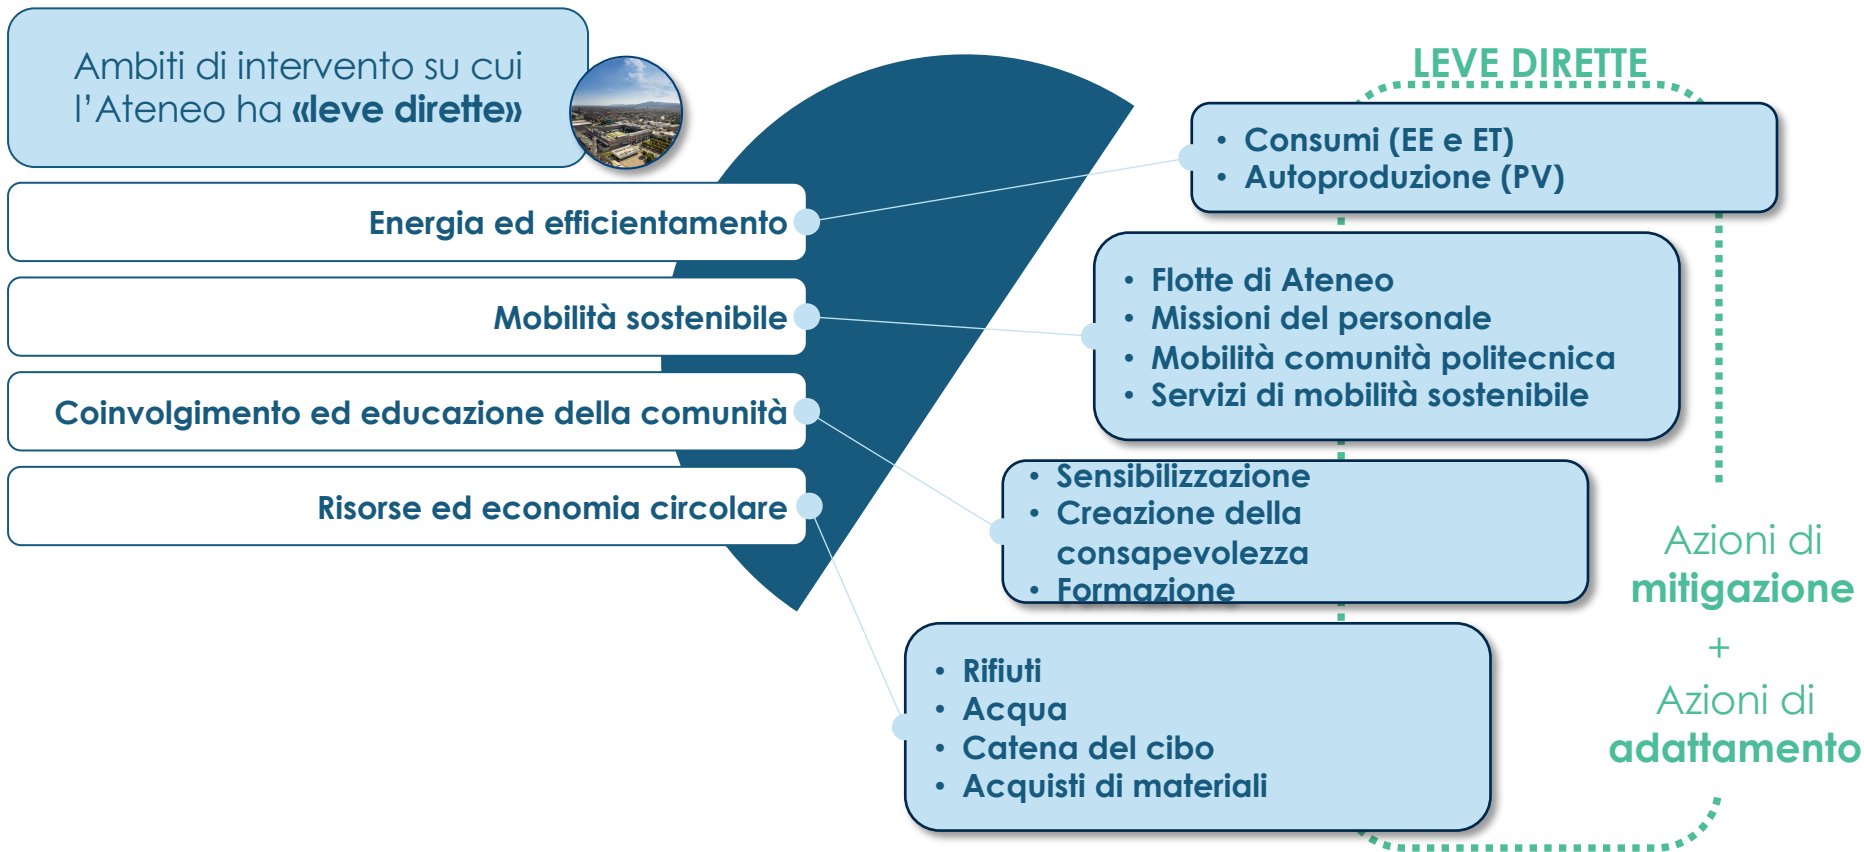 Ambiti di intervento su cui
l'Ateneo ha «leve dirette»
Energia ed efficientamento
Mobilità sostenibile
Coinvolgimento ed educazione della comunità
Risorse ed economia circolare
LEVE DIRETTE
• Consumi (EE e ET)
• Autoproduzione (PV)
• Flotte di Ateneo
• Missioni del personale
• Mobilità comunità politecnica
• Servizi di mobilità sostenibile
• Sensibilizzazione
• Creazione della
consapevolezza
• Formazione
• Rifiuti
• Acqua
• Catena del cibo
• Acquisti di materiali
Azioni di
mitigazione
+
Azioni di
adattamento